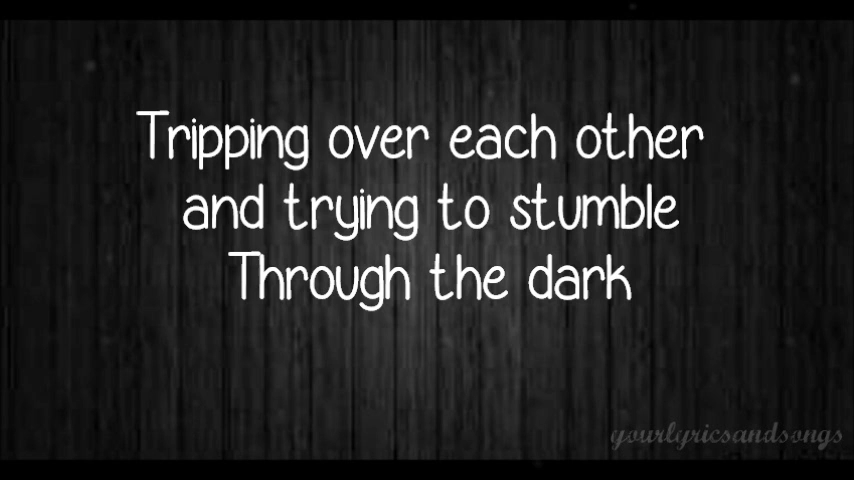 Tripping over each other
and trying to stumble
Through the dark
yourlyricsandsongs